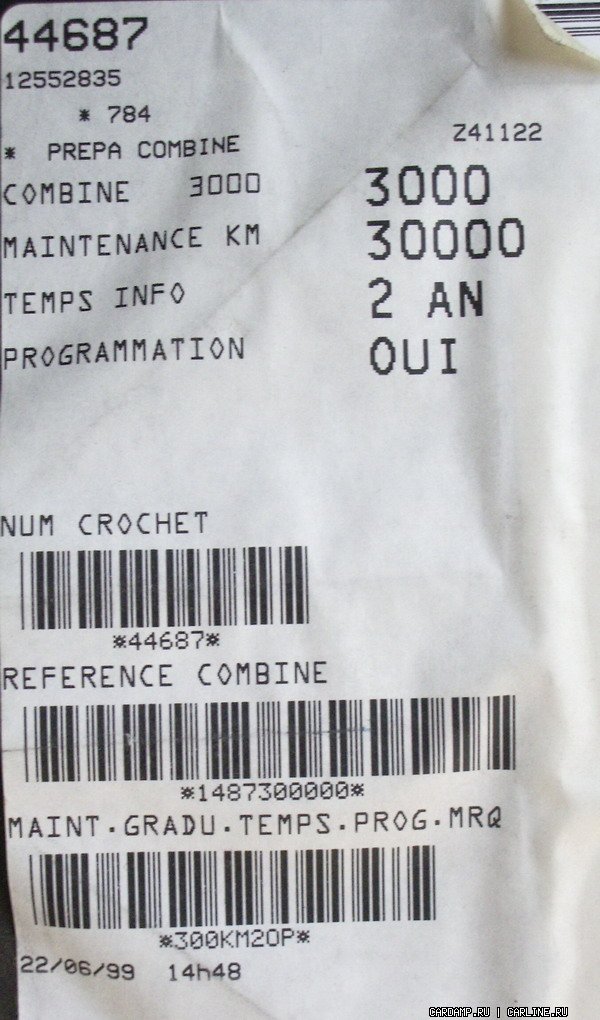 44687
12552835
* 784
Z41122
* PREPA COMBINE
COMBINE 3000 3000
MAINTENANCE KM 30000
TEMPS INFO 2 AN
PROGRAMMATION OUI
NUM CROCHET
*44687*
REFERENCE COMBINE
*1487300000*
MAINT.GRADU.TEMPS.PROG.MRQ
*300KM2OP*
22/06/99 14h48
CARDAMP.RU | CARLINE.RU